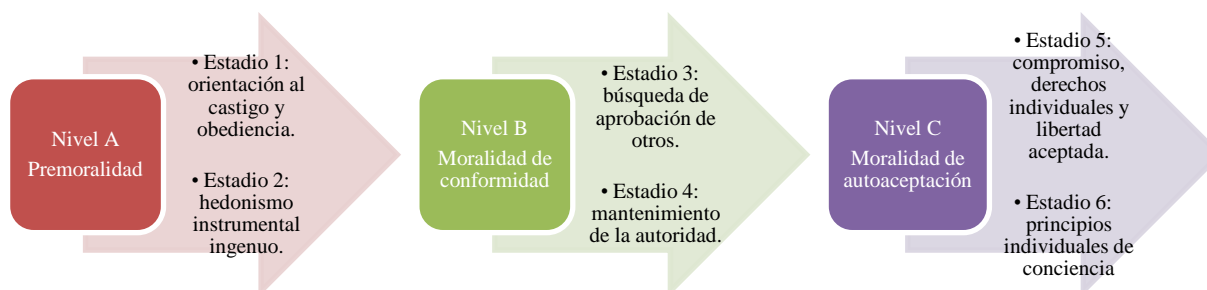 Nivel A
Premoralidad
• Estadio 1:
orientación al
castigo y
obediencia.
• Estadio 2:
hedonismo
instrumental
ingenuo.
Nivel B
Moralidad de
conformidad
• Estadio 3:
búsqueda de
aprobación de
otros.
• Estadio 4:
mantenimiento
de la autoridad.
Nivel C
Moralidad de
autoaceptación
• Estadio 5:
compromiso,
derechos
individuales y
libertad
aceptada.
• Estadio 6:
principios
individuales de
conciencia